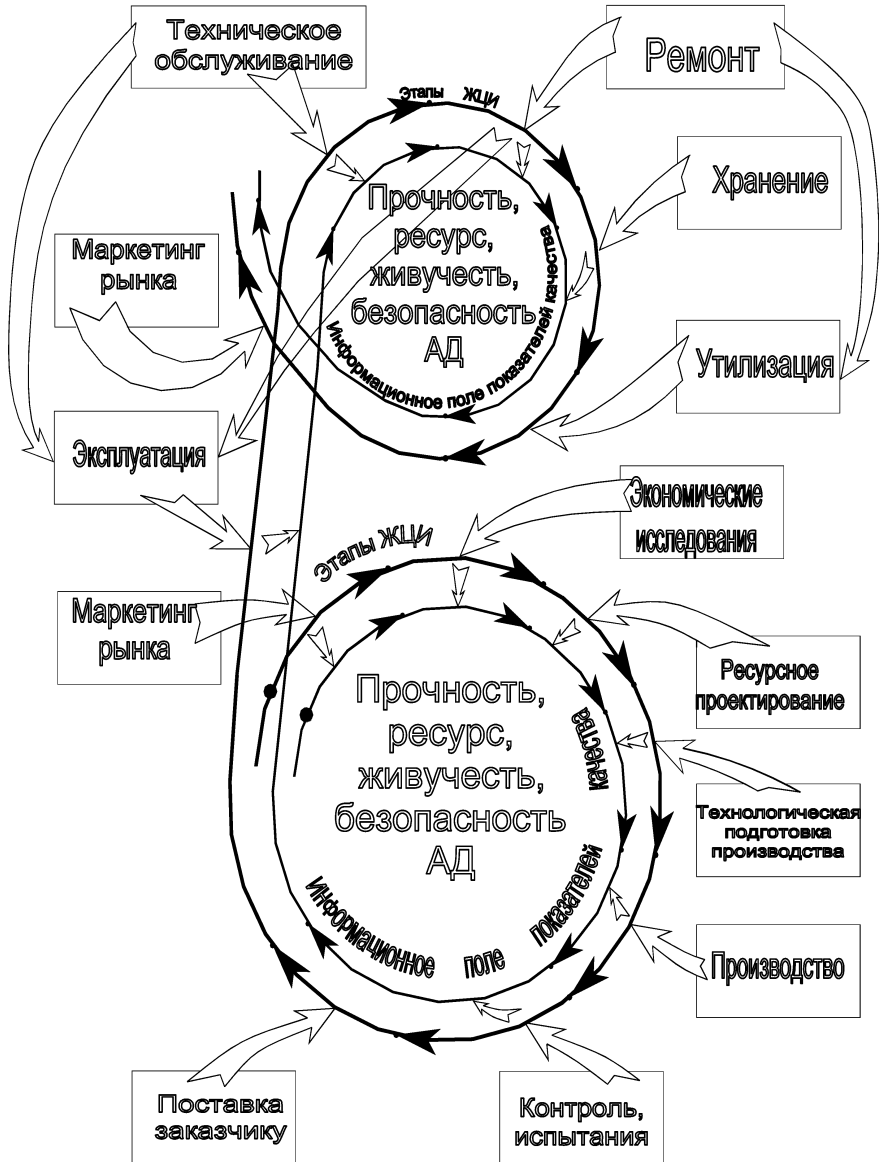 Техническое
обслуживание
Ремонт
Этапы ЖЦИ
Хранение
Прочность,
ресурс,
живучесть,
безопасность
АД
Информационное поле показателей качества
Маркетинг
рынка
Утилизация
Эксплуатация
Экономические
исследования
Этапы ЖЦИ
Маркетинг
рынка
Ресурсное
проектирование
Прочность,
ресурс,
живучесть,
безопасность
АД
Информационное поле показателей качества
Технологическая
подготовка
производства
Производство
Поставка
заказчику
Контроль,
испытания